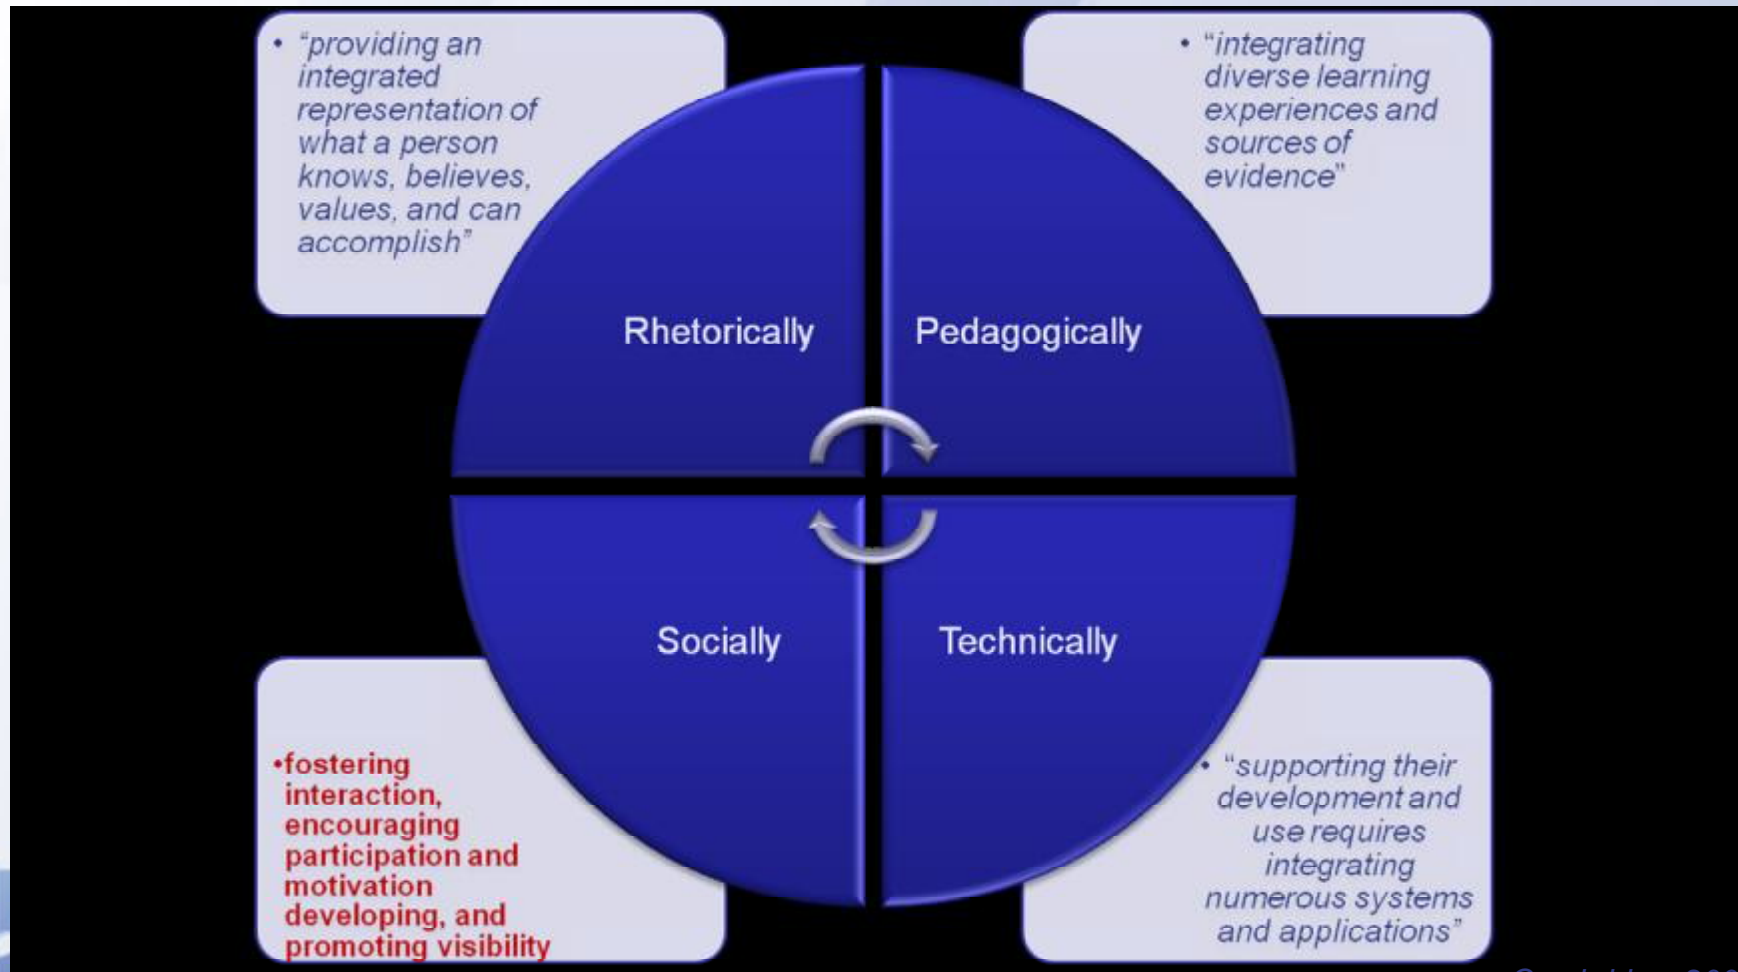 • “providing an
integrated
representation of
what a person
knows, believes,
values, and can
accomplish”
• “integrating
diverse learning
experiences and
sources of
evidence”
Rhetorically
Pedagogically
Socially
Technically
•fostering
interaction,
encouraging
participation and
motivation
developing, and
promoting visibility
• “supporting their
development and
use requires
integrating
numerous systems
and applications”